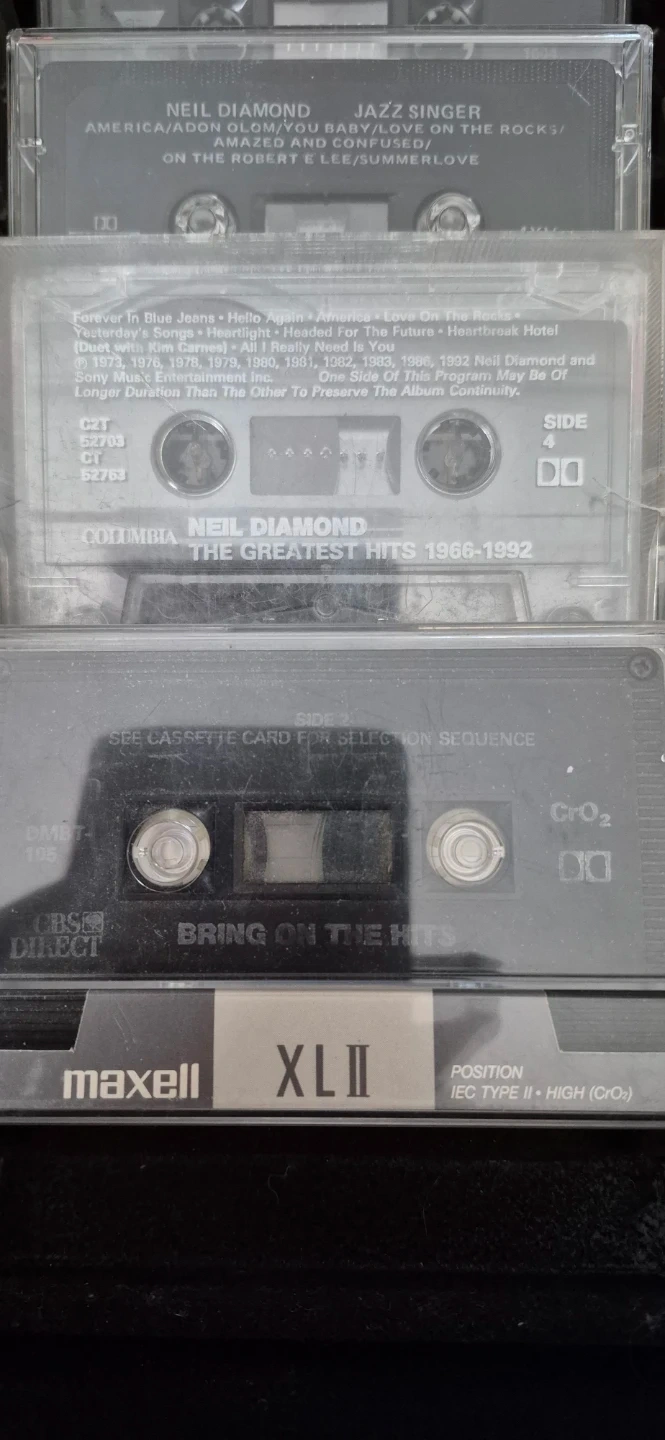 NEIL DIAMOND JAZZ SINGER
AMERICA/ADON OLOM/YOU BABY/LOVE ON THE ROCKS/
AMAZED AND CONFUSED/
ON THE ROBERT E LEE/SUMMERLOVE
Forever In Blue Jeans • Hello Again • America • Love On The Rocks •
Yesterday's Songs • Heartlight • Headed For The Future • Heartbreak Hotel
(Duet with Kim Carnes) • All I Really Need Is You
℗ 1973, 1976, 1978, 1979, 1980, 1981, 1982, 1983, 1986, 1992 Neil Diamond and
Sony Music Entertainment Inc. One Side Of This Program May Be Of
Longer Duration Than The Other To Preserve The Album Continuity.
C2T
52703
CT
52763
SIDE
4
COLUMBIA
NEIL DIAMOND
THE GREATEST HITS 1966-1992
SIDE 2
SEE CASSETTE CARD FOR SELECTION SEQUENCE
CrO2
CBS
DIRECT
BRING ON THE HITS
maxell
XLII
POSITION
IEC TYPE II • HIGH (CrO2)